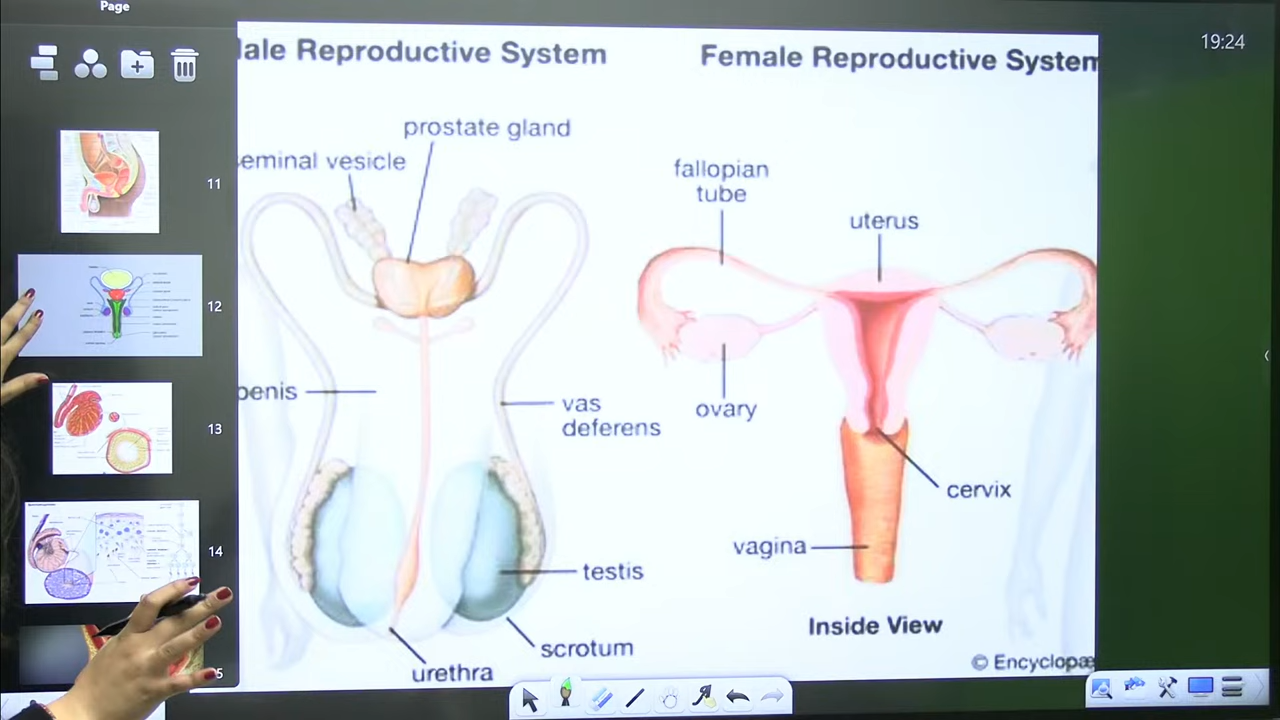 Page
19:24
ale Reproductive System
Female Reproductive System
prostate gland
eminal vesicle
fallopian
tube
uterus
11
12
penis
vas
deferens
ovary
13
cervix
vagina
14
testis
Inside View
scrotum
urethra
© Encyclopæ
5